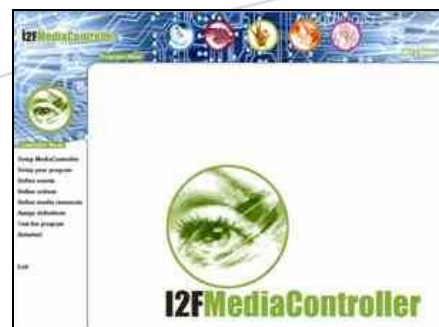 I2FMediaController
Setup MediaController
Setup your program
Define events
Define actions
Define media resources
Assign definitions
Test the program
Exit
I2FMediaController